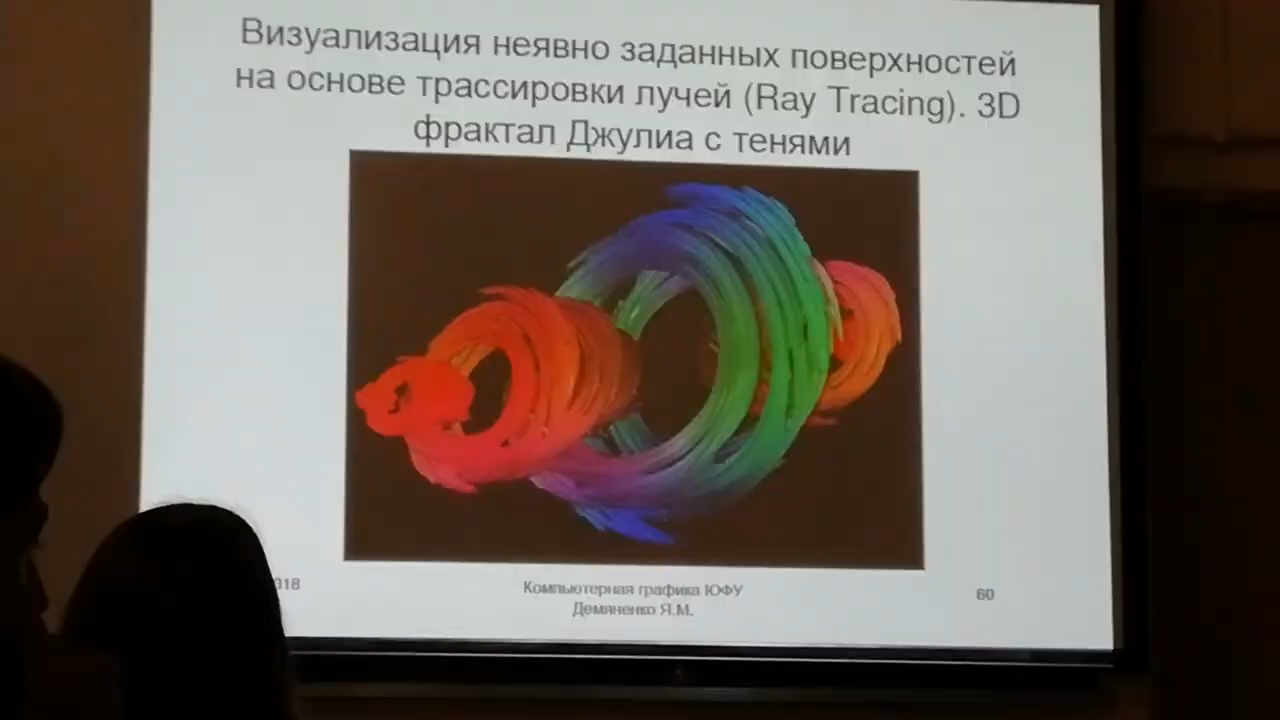 Визуализация неявно заданных поверхностей
на основе трассировки лучей (Ray Tracing). 3D
фрактал Джулиа с тенями
018
Компьютерная графика ЮФУ
Демяненко Я.М.
60